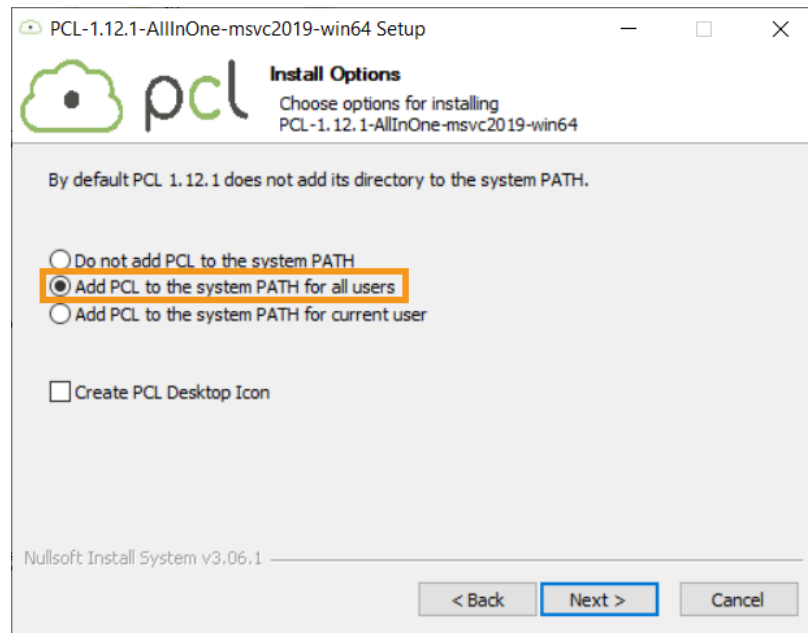 PCL-1.12.1-AllInOne-msvc2019-win64 Setup
pcl
Install Options
Choose options for installing
PCL-1.12.1-AllInOne-msvc2019-win64
By default PCL 1.12.1 does not add its directory to the system PATH.
Do not add PCL to the system PATH
Add PCL to the system PATH for all users
Add PCL to the system PATH for current user
Create PCL Desktop Icon
Nullsoft Install System v3.06.1
< Back Next > Cancel